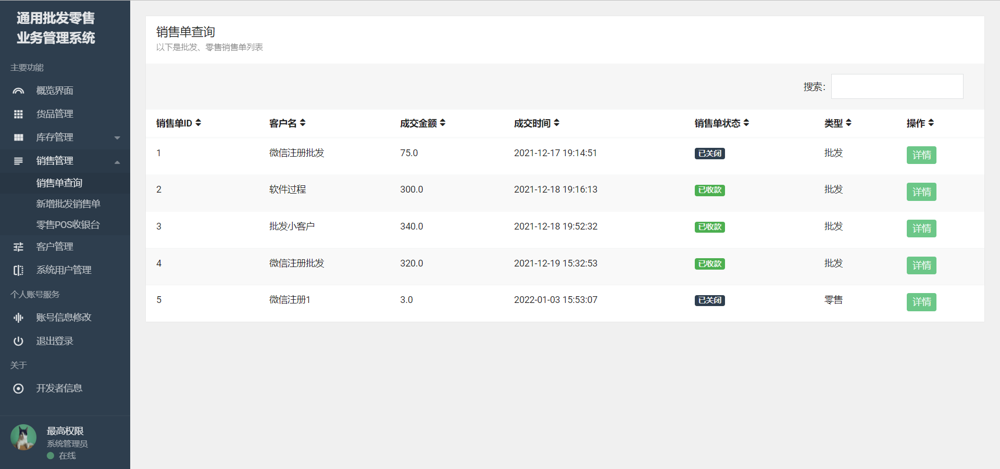 通用批发零售
业务管理系统
主要功能
概览界面
货品管理
库存管理
销售管理
销售单查询
新增批发销售单
零售POS收银台
客户管理
系统用户管理
个人账号服务
账号信息修改
退出登录
关于
开发者信息
最高权限
系统管理员
在线
销售单查询
以下是批发、零售销售单列表
搜索：
销售单ID 客户名 成交金额 成交时间 销售单状态 类型 操作
1 微信注册批发 75.0 2021-12-17 19:14:51 已关闭 批发 详情
2 软件过程 300.0 2021-12-18 19:16:13 已收款 批发 详情
3 批发小客户 340.0 2021-12-18 19:52:32 已收款 批发 详情
4 微信注册批发 320.0 2021-12-19 15:32:53 已收款 批发 详情
5 微信注册1 3.0 2022-01-03 15:53:07 已关闭 零售 详情